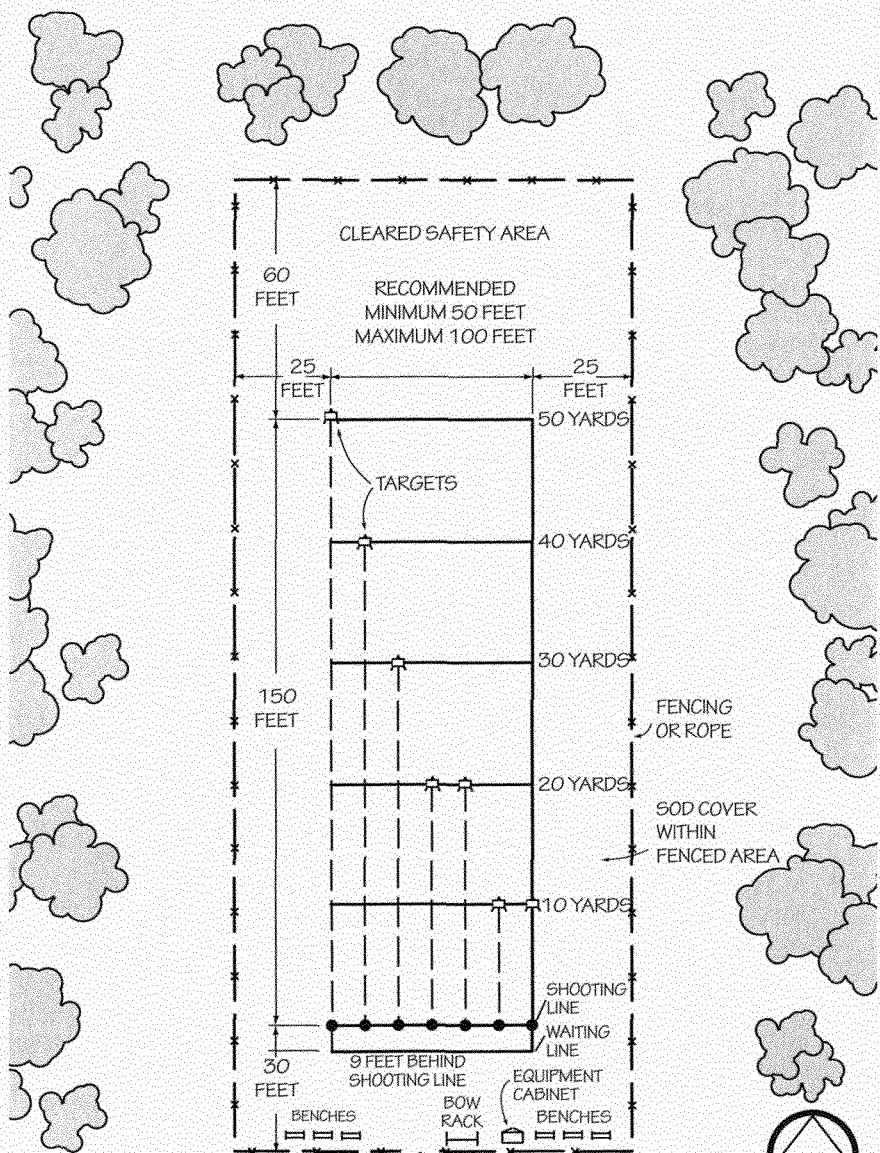 CLEARED SAFETY AREA
60
FEET
RECOMMENDED
MINIMUM 50 FEET
MAXIMUM 100 FEET
25
FEET
25
FEET
50 YARDS
TARGETS
40 YARDS
30 YARDS
150
FEET
FENCING
OR ROPE
20 YARDS
SOD COVER
WITHIN
FENCED AREA
10 YARDS
SHOOTING
LINE
WAITING
LINE
30
FEET
9 FEET BEHIND
SHOOTING LINE
EQUIPMENT
CABINET
BENCHES
BOW
RACK
BENCHES